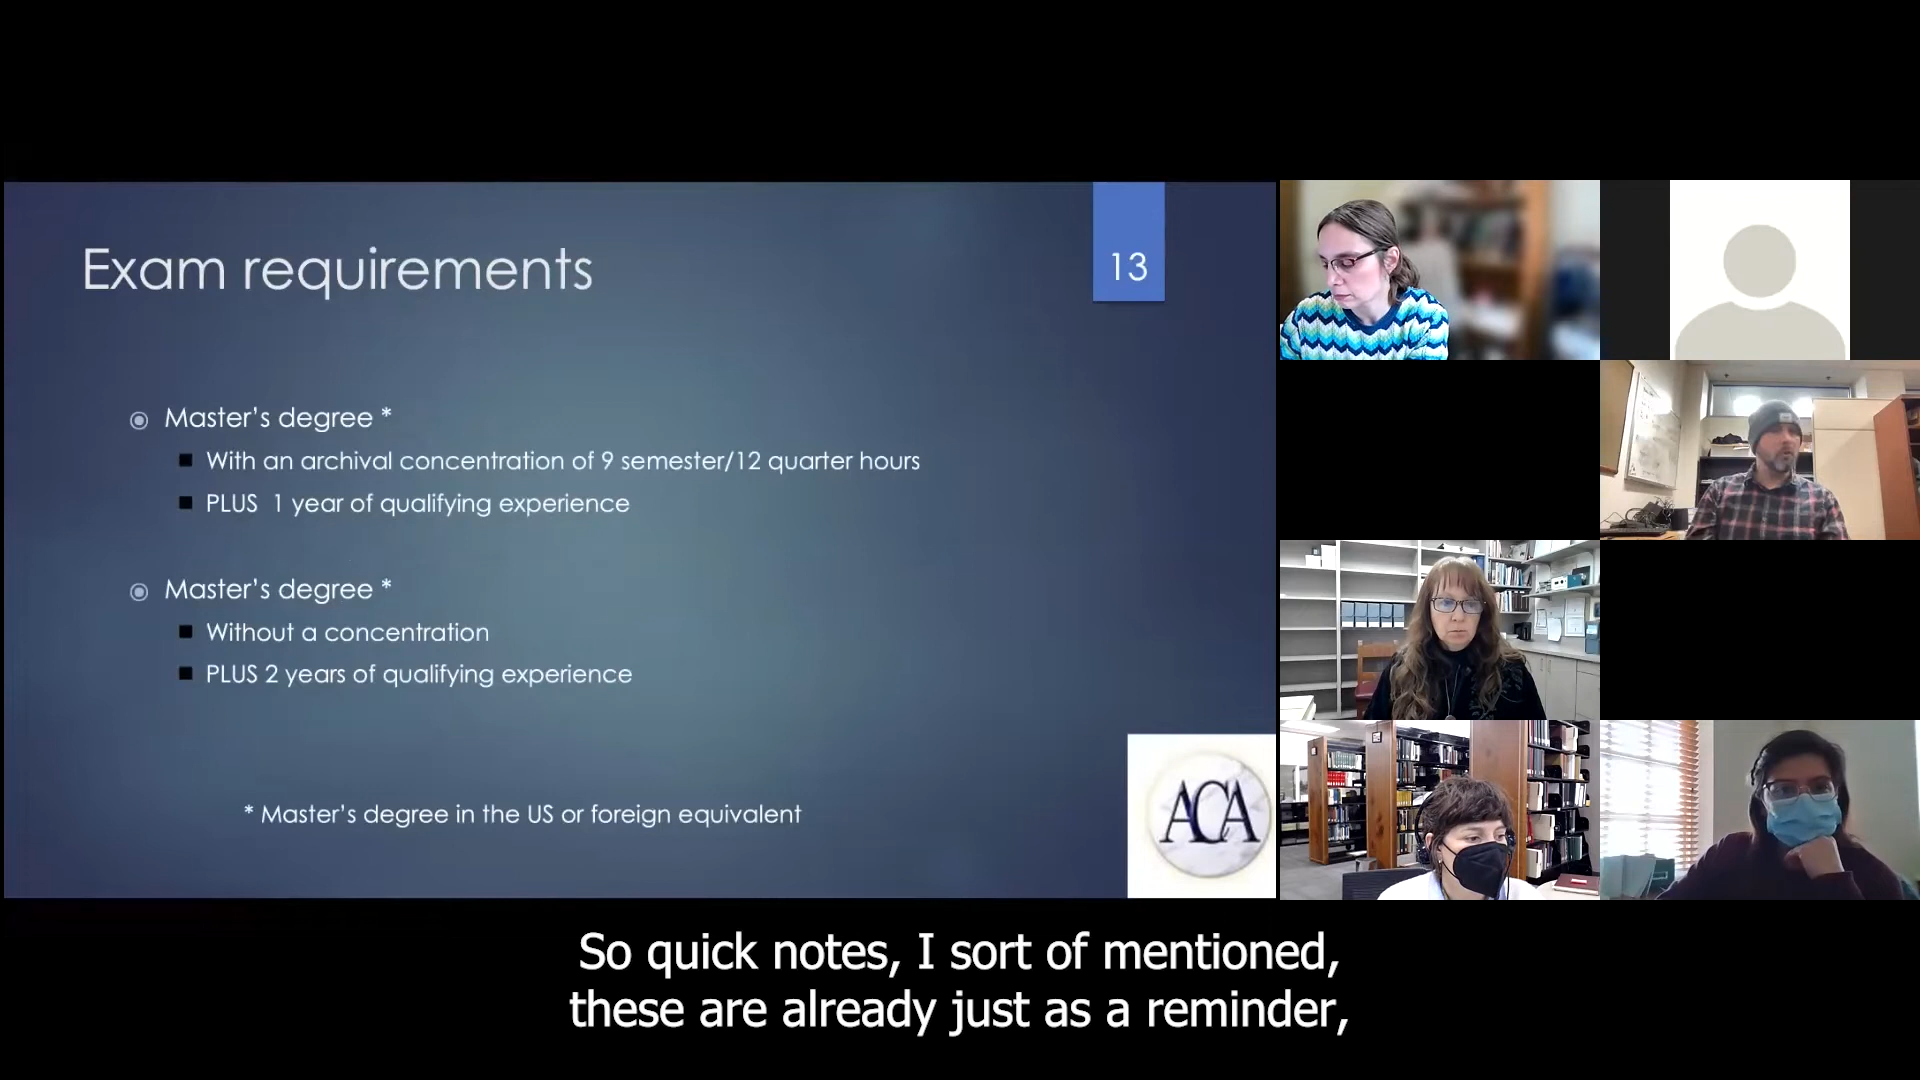 Exam requirements
13
Master's degree *
With an archival concentration of 9 semester/12 quarter hours
PLUS 1 year of qualifying experience
Master's degree *
Without a concentration
PLUS 2 years of qualifying experience
* Master's degree in the US or foreign equivalent
ACA
So quick notes, I sort of mentioned,
these are already just as a reminder,